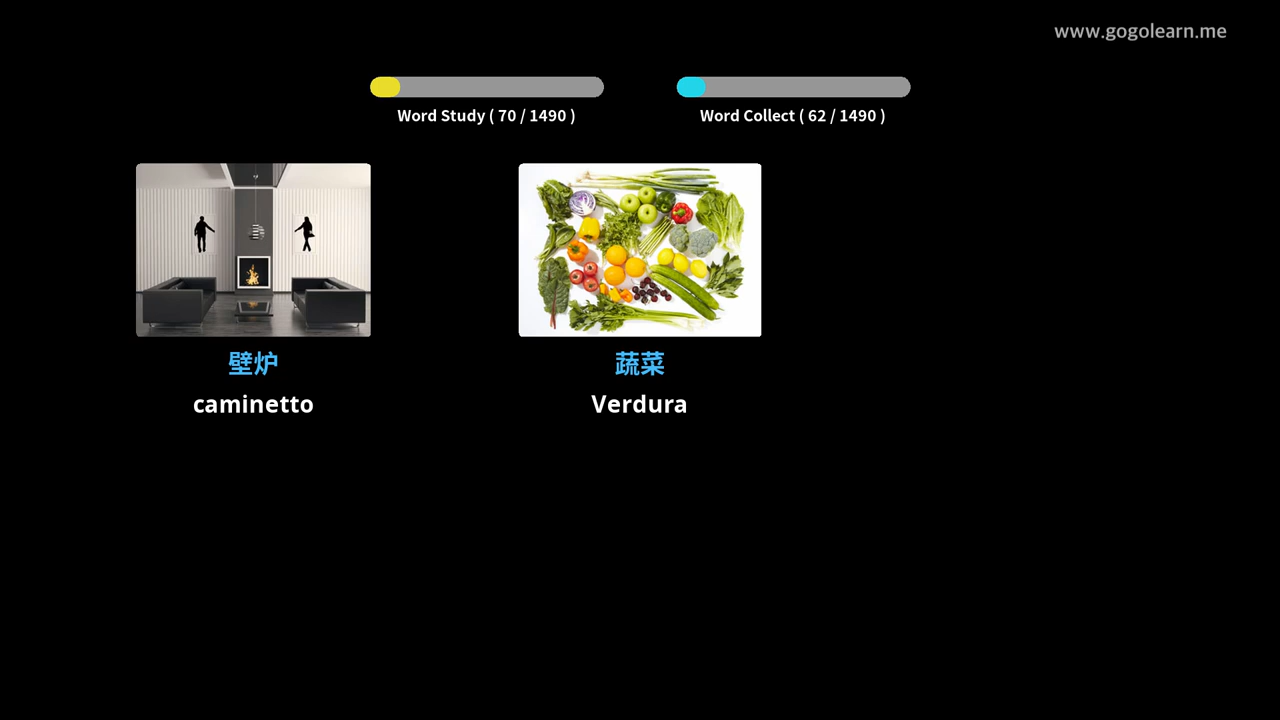 www.gogolearn.me
Word Study ( 70 / 1490 )
Word Collect ( 62 / 1490 )
壁炉
蔬菜
caminetto
Verdura